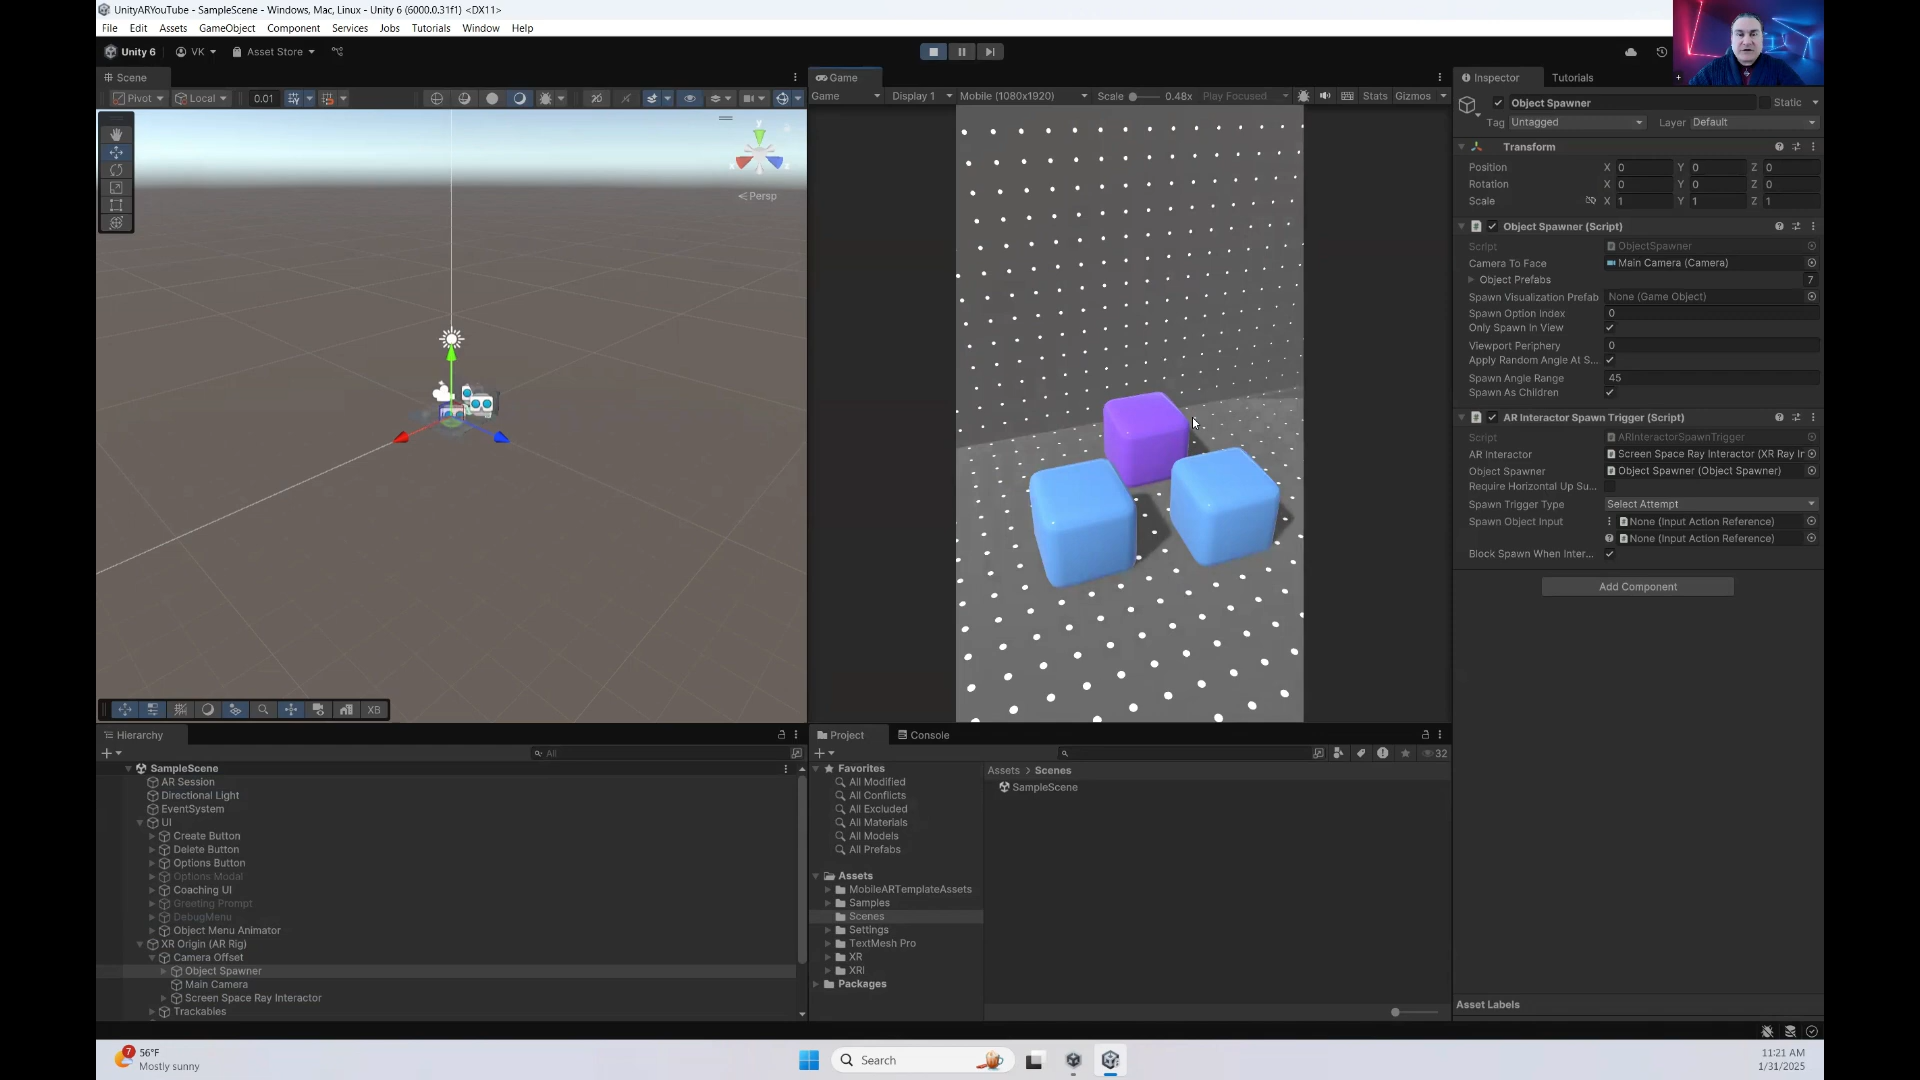 UnityARYouTube - SampleScene - Windows, Mac, Linux - Unity 6 (6000.0.31f1) <DX11>
File Edit Assets GameObject Component Services Jobs Tutorials Window Help
Unity 6 VK Asset Store
Scene
Pivot Local 0.01 2D
y
Persp
XB
Game
Game Display 1 Mobile (1080x1920) Scale 0.48x Play Focused Stats Gizmos
Inspector Tutorials
Object Spawner Static
Tag Untagged Layer Default
Transform
Position X 0 Y 0 Z 0
Rotation X 0 Y 0 Z 0
Scale X 1 Y 1 Z 1
Object Spawner (Script)
Script ObjectSpawner
Camera To Face Main Camera (Camera)
Object Prefabs 7
Spawn Visualization Prefab None (Game Object)
Spawn Option Index 0
Only Spawn In View
Viewport Periphery 0
Apply Random Angle At S...
Spawn Angle Range 45
Spawn As Children
AR Interactor Spawn Trigger (Script)
Script ARInteractorSpawnTrigger
AR Interactor Screen Space Ray Interactor (XR Ray Ir
Object Spawner Object Spawner (Object Spawner)
Require Horizontal Up Su...
Spawn Trigger Type Select Attempt
Spawn Object Input None (Input Action Reference)
None (Input Action Reference)
Block Spawn When Inter...
Add Component
Asset Labels
Hierarchy
All
SampleScene
AR Session
Directional Light
EventSystem
UI
Create Button
Delete Button
Options Button
Options Modal
Coaching UI
Greeting Prompt
DebugMenu
Object Menu Animator
XR Origin (AR Rig)
Camera Offset
Object Spawner
Main Camera
Screen Space Ray Interactor
Trackables
Project Console
32
Favorites
All Modified
All Conflicts
All Excluded
All Materials
All Models
All Prefabs
Assets
MobileARTemplateAssets
Samples
Scenes
Settings
TextMesh Pro
XR
XRI
Packages
Assets > Scenes
SampleScene
7
56°F
Mostly sunny
Search
11:21 AM
1/31/2025